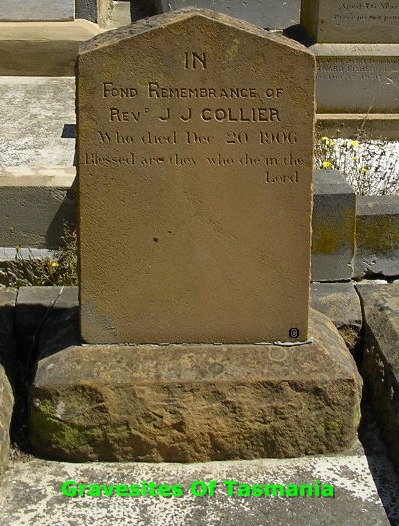 IN
FOND REMEMBRANCE OF
REVD J J COLLIER
Who died Dec 20 1906
Blessed are they who die in the
Lord
Gravesites Of Tasmania